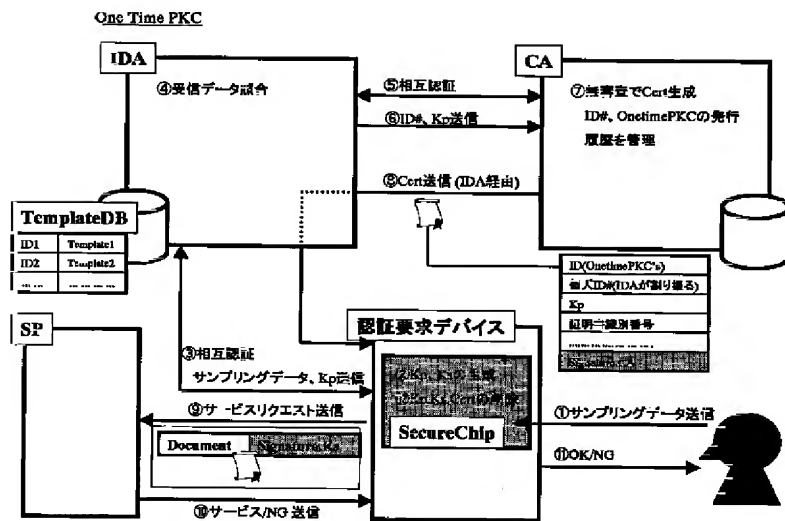 One Time PKC
IDA
CA
④受信データ照合
⑤相互認証
⑥ID#、Kp送信
⑦無審査でCert生成
ID#、OnetimePKCの発行
履歴を管理
⑧Cert送信 (IDA経由)
TemplateDB
ID1 Template1
ID2 Template2
... ... ... ... ...
ID(OnetimePKC's)
個人ID#(IDAが割り振る)
Kp
証明書識別番号
SP
認証要求デバイス
③相互認証
サンプリングデータ、Kp送信
⑨サービスリクエスト送信
Document
SecureChip
①サンプリングデータ送信
⑪OK/NG
⑩サービス/NG 送信